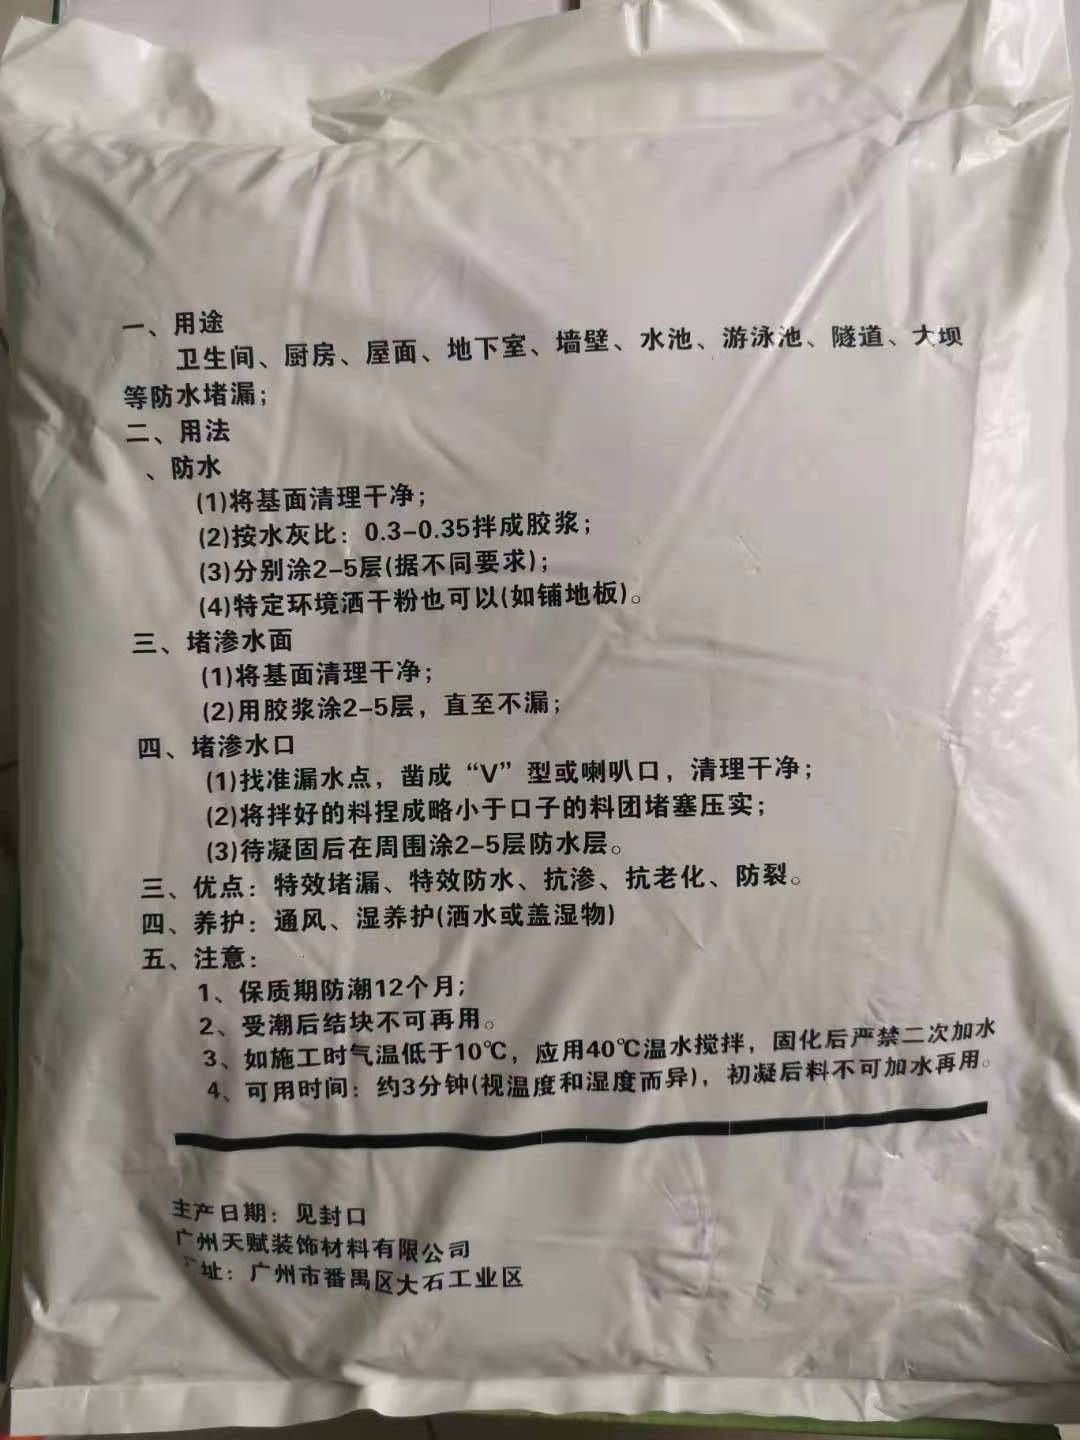 一、用途
卫生间、厨房、屋面、地下室、墙壁、水池、游泳池、隧道、大坝
等防水堵漏；
二、用法
、防水
(1)将基面清理干净；
(2)按水灰比：0.3-0.35拌成胶浆；
(3)分别涂2-5层(据不同要求)；
(4)特定环境洒干粉也可以(如铺地板)。
三、堵渗水面
(1)将基面清理干净；
(2)用胶浆涂2-5层，直至不漏；
四、堵渗水口
(1)找准漏水点，凿成“V”型或喇叭口，清理干净；
(2)将拌好的料捏成略小于口子的料团堵塞压实；
(3)待凝固后在周围涂2-5层防水层。
三、优点：特效堵漏、特效防水、抗渗、抗老化、防裂。
四、养护：通风、湿养护(洒水或盖湿物)
五、注意：
1、保质期防潮12个月；
2、受潮后结块不可再用。
3、如施工时气温低于10℃，应用40℃温水搅拌，固化后严禁二次加水
4、可用时间：约3分钟(视温度和湿度而异)，初凝后料不可加水再用。
生产日期：见封口
广州天赋装饰材料有限公司
厂址：广州市番禺区大石工业区